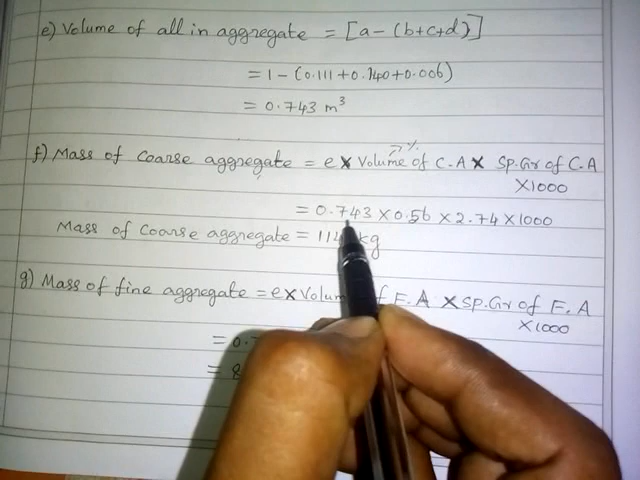 e) Volume of all in aggregate = [a - (b+c+d)]
= 1 - (0.111+0.140+0.006)
= 0.743 m³
f) Mass of coarse aggregate = e x Volume of C.A x Sp.Gr of C.A
x1000
= 0.743 x 0.56 x 2.74 x 1000
Mass of coarse aggregate = kg
g) Mass of fine aggregate = e x F.A x Sp.Gr of F.A
x1000
= 0.
= 8